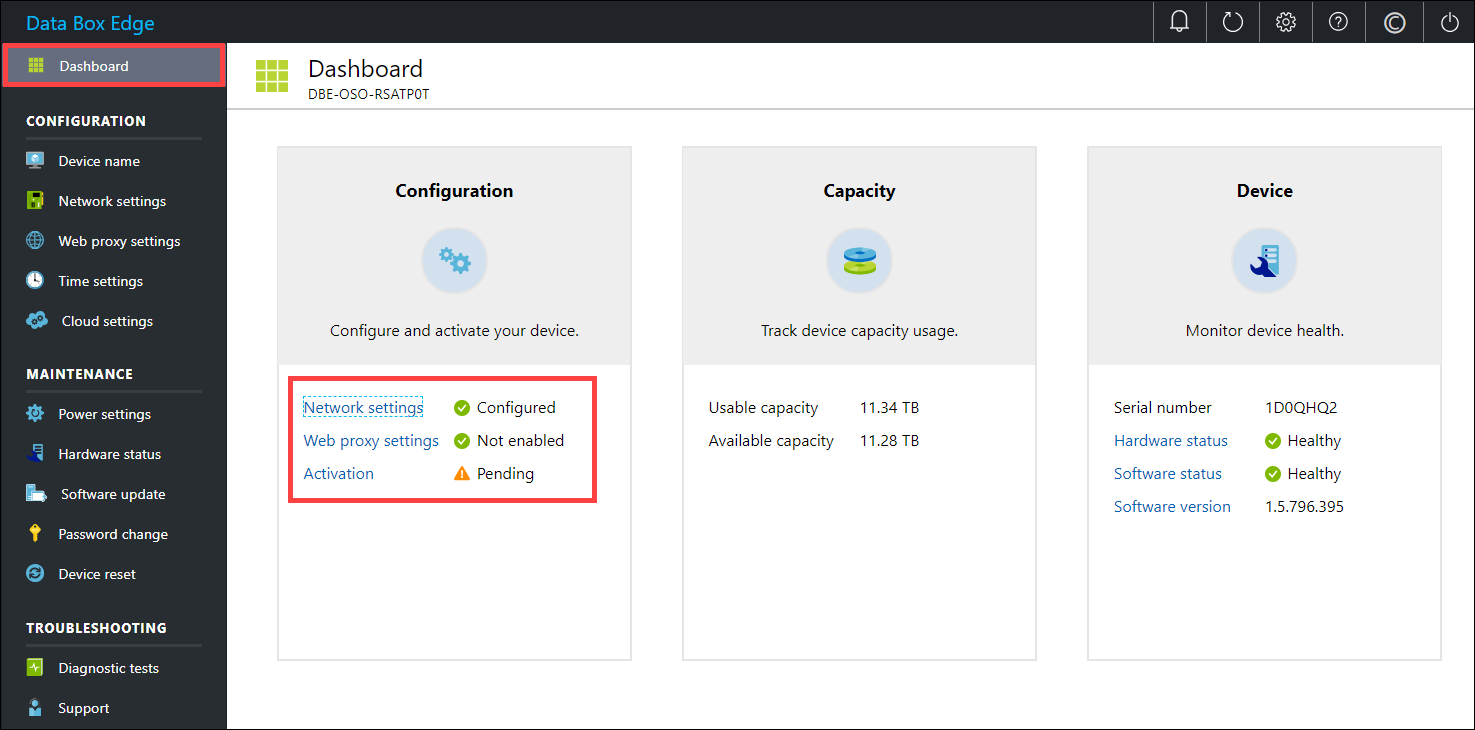 Data Box Edge
©
Dashboard
CONFIGURATION
Device name
Network settings
Web proxy settings
Time settings
Cloud settings
MAINTENANCE
Power settings
Hardware status
Software update
Password change
Device reset
TROUBLESHOOTING
Diagnostic tests
Support
Dashboard
DBE-OSO-RSATP0T
Configuration
Configure and activate your device.
Network settings Configured
Web proxy settings Not enabled
Activation Pending
Capacity
Track device capacity usage.
Usable capacity 11.34 TB
Available capacity 11.28 TB
Device
Monitor device health.
Serial number 1D0QHQ2
Hardware status Healthy
Software status Healthy
Software version 1.5.796.395